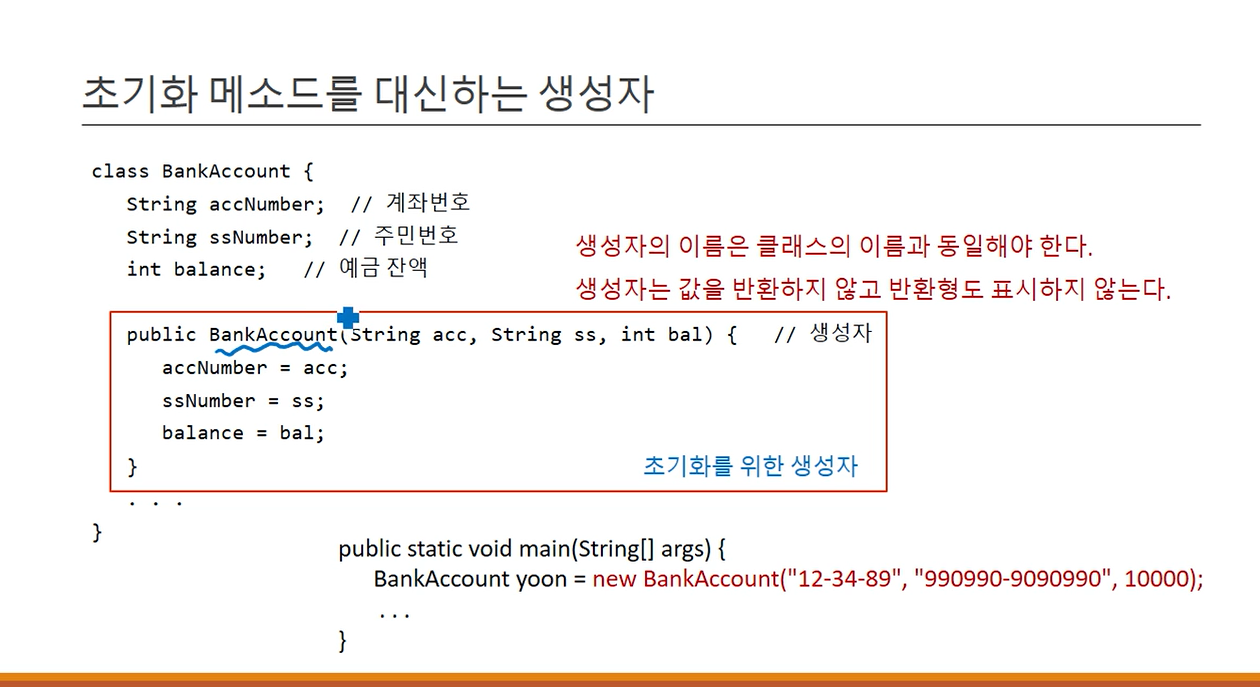 초기화 메소드를 대신하는 생성자
class BankAccount {
String accNumber; // 계좌번호
String ssNumber; // 주민번호
int balance; // 예금 잔액
생성자의 이름은 클래스의 이름과 동일해야 한다.
생성자는 값을 반환하지 않고 반환형도 표시하지 않는다.
public BankAccount(String acc, String ss, int bal) { // 생성자
accNumber = acc;
ssNumber = ss;
balance = bal;
}
초기화를 위한 생성자
. . .
}
public static void main(String[] args) {
BankAccount yoon = new BankAccount("12-34-89", "990990-9090990", 10000);
...
}